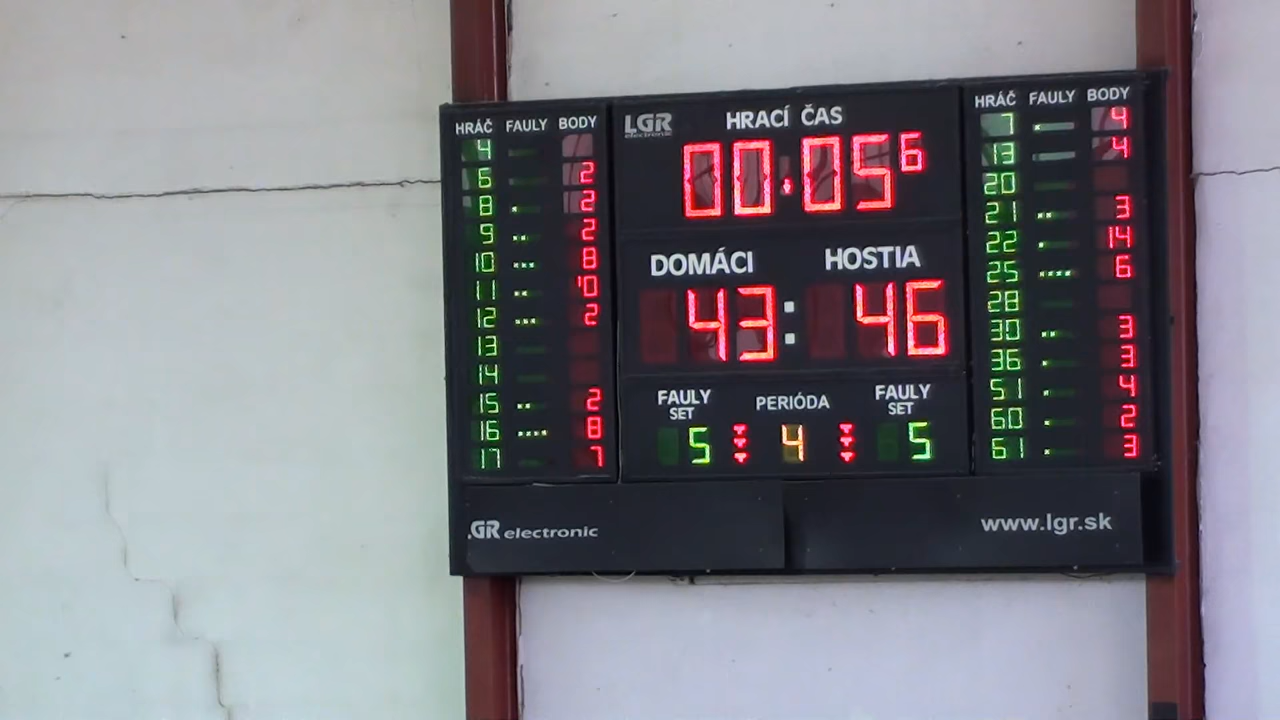 HRÁČ FAULY BODY
4
6 2
8 2
9 2
10 8
11 10
12 2
13
14
15 2
16 8
17 7
LGR electronic
HRACÍ ČAS
00:05 6
DOMÁCI HOSTIA
43:46
FAULY SET PERIÓDA FAULY SET
5 4 5
HRÁČ FAULY BODY
7 4
13 4
20
21 3
22 14
25 6
28
30 3
36 3
51 4
60 2
61 3
LGR electronic
www.lgr.sk